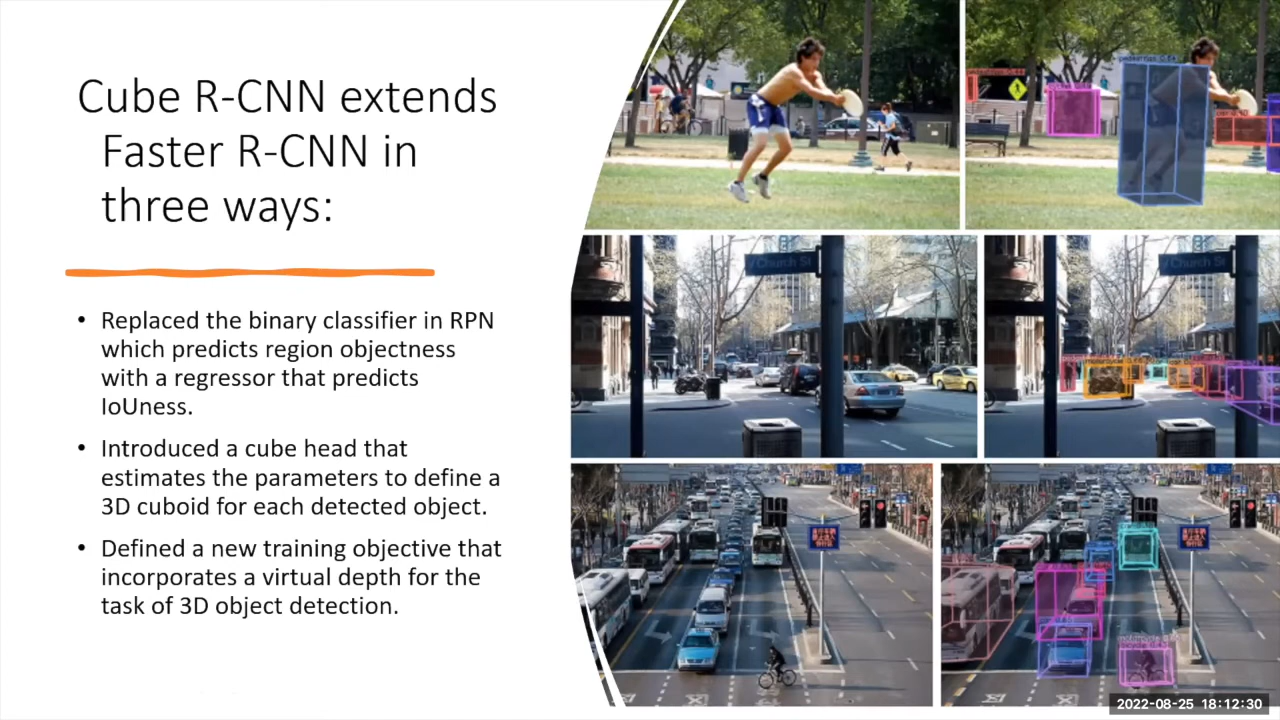 Cube R-CNN extends
Faster R-CNN in
three ways:
• Replaced the binary classifier in RPN
which predicts region objectness
with a regressor that predicts
IoUness.
• Introduced a cube head that
estimates the parameters to define a
3D cuboid for each detected object.
• Defined a new training objective that
incorporates a virtual depth for the
task of 3D object detection.
Church St
Church St
2022-08-25 18:12:30